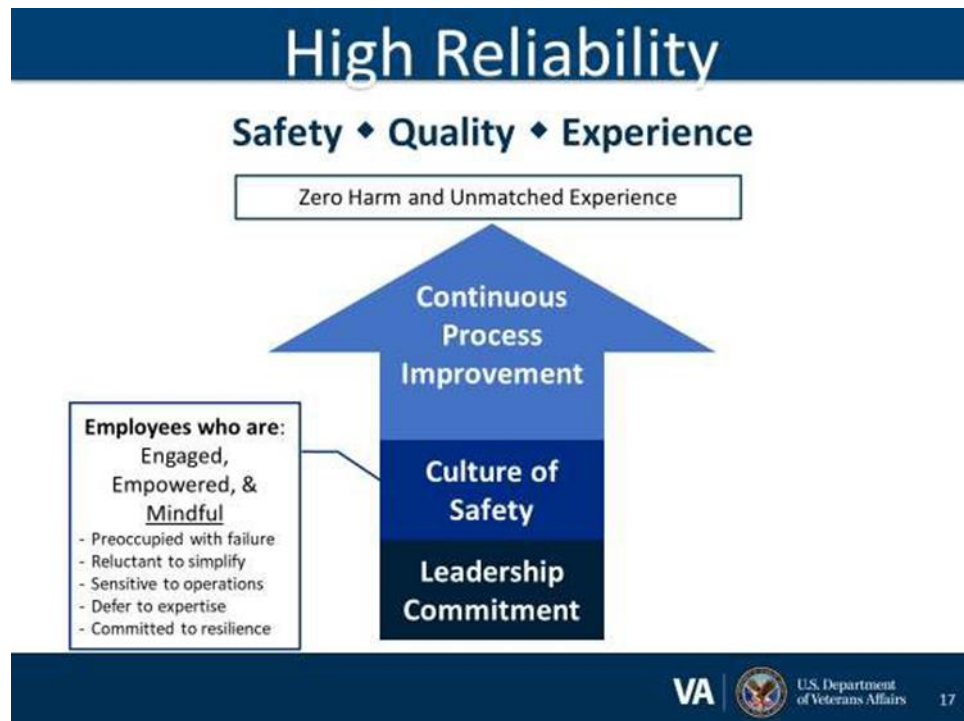 High Reliability
Safety ◆ Quality ◆ Experience
Zero Harm and Unmatched Experience
Continuous
Process
Improvement
Employees who are:
Engaged,
Empowered, &
Mindful
- Preoccupied with failure
- Reluctant to simplify
- Sensitive to operations
- Defer to expertise
- Committed to resilience
Culture of
Safety
Leadership
Commitment
VA
U.S. Department
of Veterans Affairs
17